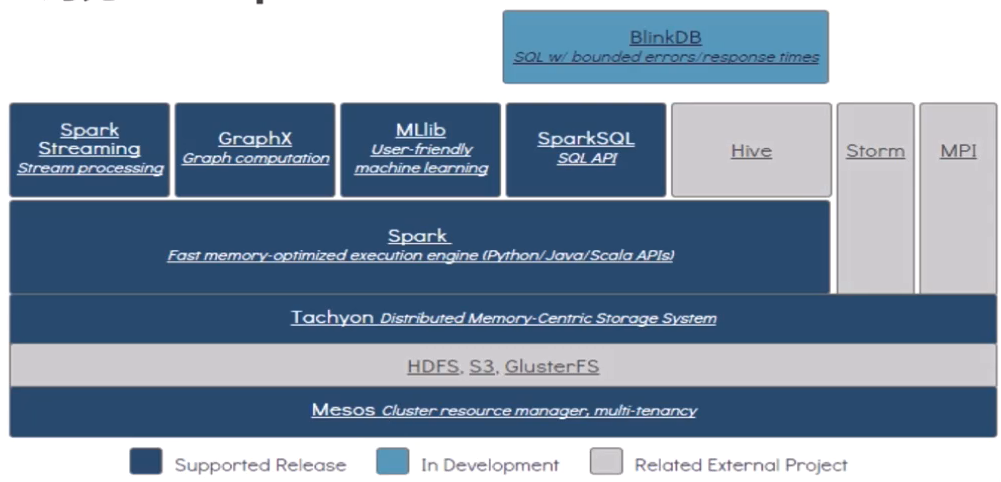 BlinkDB
SQL w/ bounded errors/response times
Spark
Streaming
Stream processing
GraphX
Graph computation
MLlib
User-friendly
machine learning
SparkSQL
SQL API
Hive
Storm
MPI
Spark
Fast memory-optimized execution engine (Python/Java/Scala APIs)
Tachyon Distributed Memory-Centric Storage System
HDFS, S3, GlusterFS
Mesos Cluster resource manager, multi-tenancy
Supported Release
In Development
Related External Project